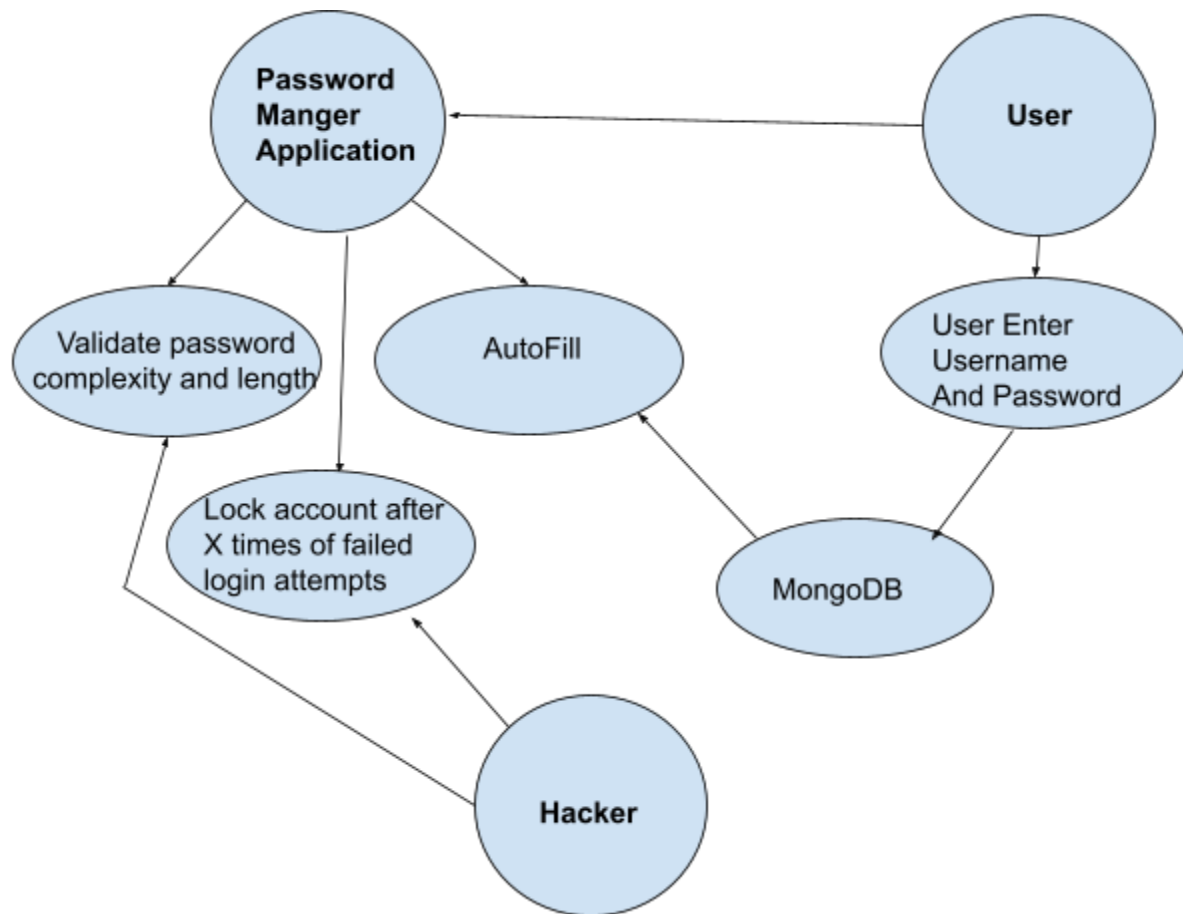 Password
Manger
Application
User
Validate password
complexity and length
AutoFill
User Enter
Username
And Password
Lock account after
X times of failed
login attempts
MongoDB
Hacker